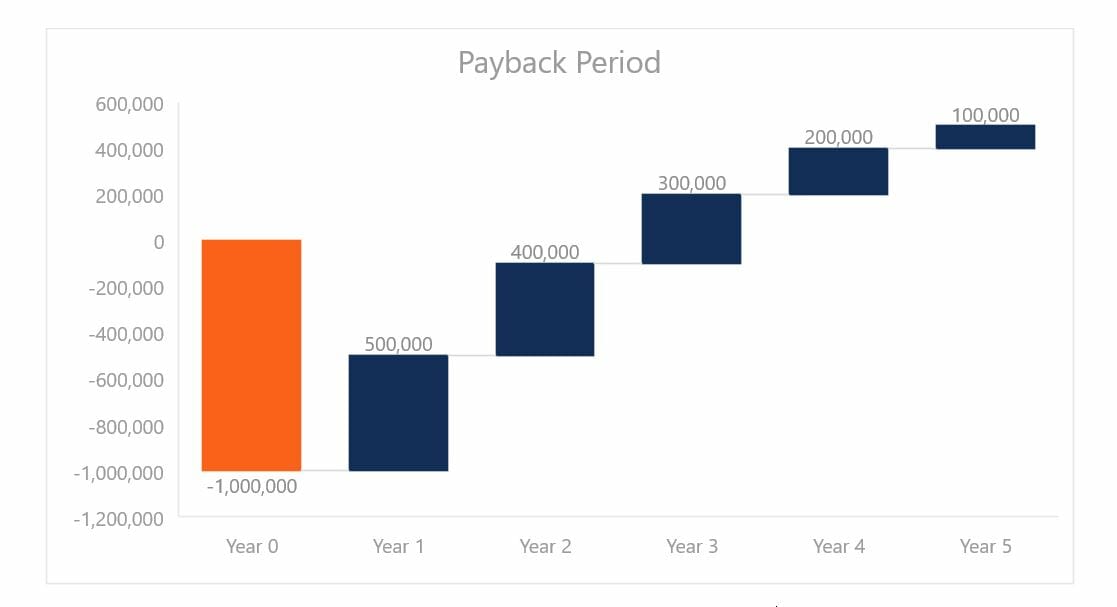 Payback Period
600,000
400,000
200,000
0
-200,000
-400,000
-600,000
-800,000
-1,000,000
-1,200,000
-1,000,000
500,000
400,000
300,000
200,000
100,000
Year 0
Year 1
Year 2
Year 3
Year 4
Year 5